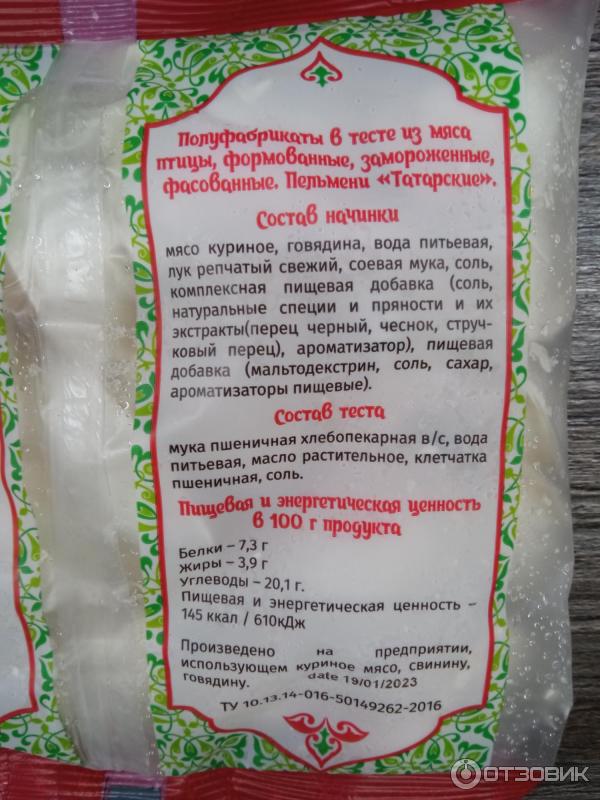 Полуфабрикаты в тесте из мяса
птицы, формованные, замороженные,
фасованные. Пельмени «Татарские».
Состав начинки
мясо куриное, говядина, вода питьевая,
лук репчатый свежий, соевая мука, соль,
комплексная пищевая добавка (соль,
натуральные специи и пряности и их
экстракты(перец черный, чеснок, струч-
ковый перец), ароматизатор), пищевая
добавка (мальтодекстрин, соль, сахар,
ароматизаторы пищевые).
Состав теста
мука пшеничная хлебопекарная в/с, вода
питьевая, масло растительное, клетчатка
пшеничная, соль.
Пищевая и энергетическая ценность
в 100 г продукта
Белки – 7,3 г
Жиры – 3,9 г
Углеводы – 20,1 г.
Пищевая и энергетическая ценность –
145 ккал / 610кДж
Произведено на предприятии,
использующем куриное мясо, свинину,
говядину. date 19/01/2023
ТУ 10.13.14-016-50149262-2016
ОТЗОВИК